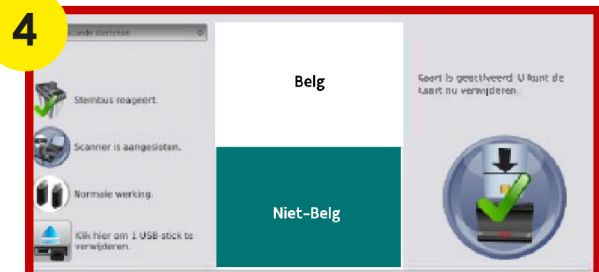 4
stemmen
Stembus reageert.
Scanner is aangesloten.
Normale werking.
Klik hier om 1 USB-stick te
verwijderen.
Belg
Niet-Belg
Kaart is geactiveerd. U kunt de
kaart nu verwijderen.